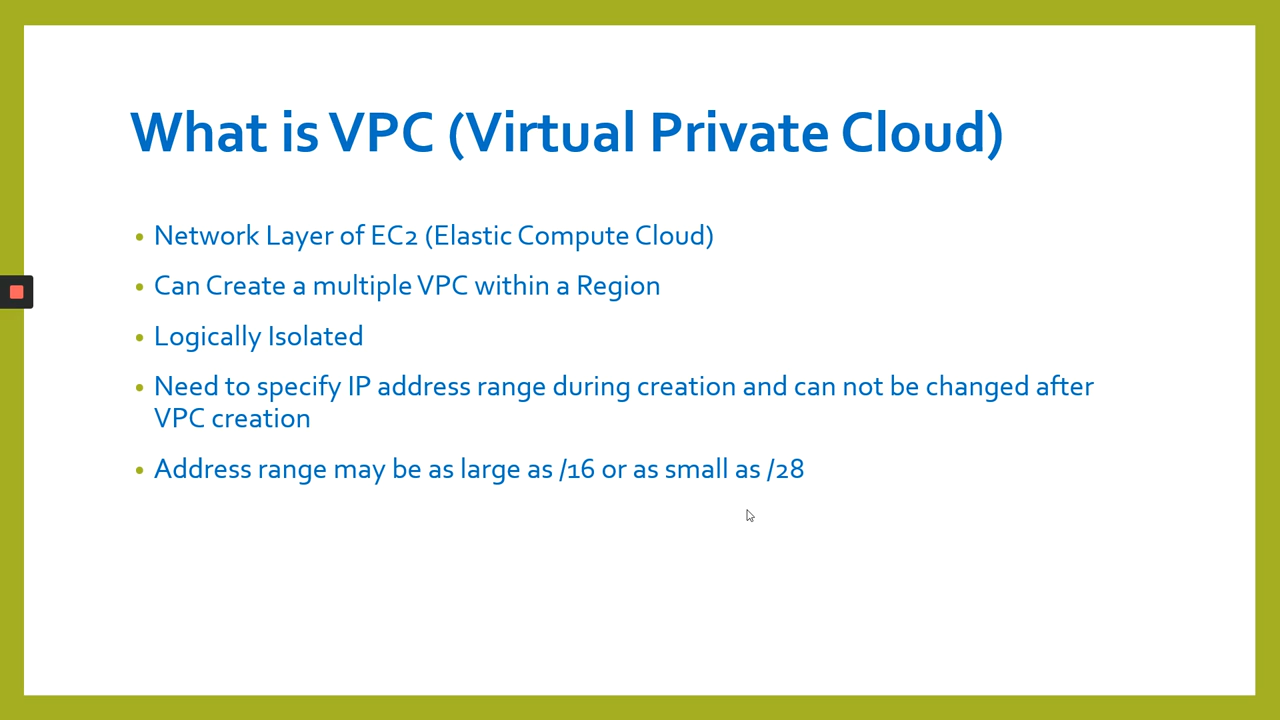 What is VPC (Virtual Private Cloud)
• Network Layer of EC2 (Elastic Compute Cloud)
• Can Create a multiple VPC within a Region
• Logically Isolated
• Need to specify IP address range during creation and can not be changed after
VPC creation
• Address range may be as large as /16 or as small as /28